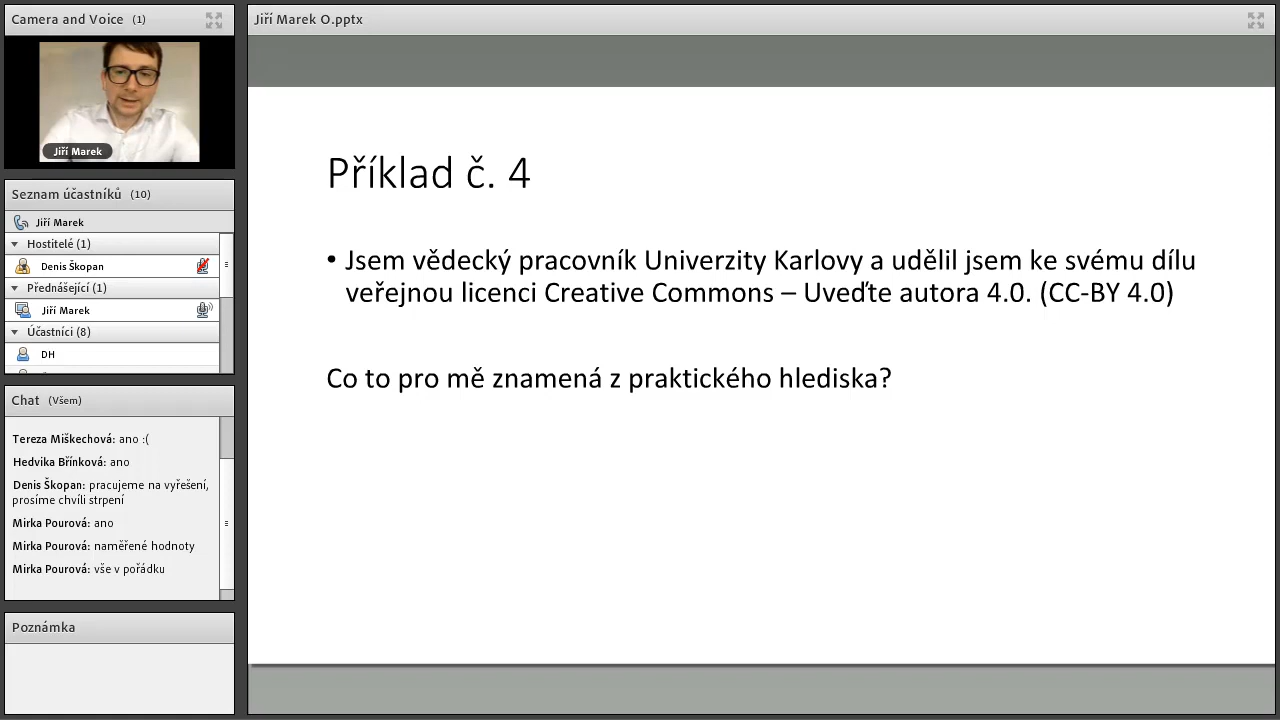 Camera and Voice (1)
Jiří Marek
Seznam účastníků (10)
Jiří Marek
Hostitelé (1)
Denis Škopan
Přednášející (1)
Jiří Marek
Účastníci (8)
DH
Chat (Všem)
Tereza Miškechová: ano :(
Hedvika Břínková: ano
Denis Škopan: pracujeme na vyřešení,
prosíme chvíli strpení
Mirka Pourová: ano
Mirka Pourová: naměřené hodnoty
Mirka Pourová: vše v pořádku
Poznámka
Jiří Marek O.pptx
Příklad č. 4
• Jsem vědecký pracovník Univerzity Karlovy a udělil jsem ke svému dílu
veřejnou licenci Creative Commons – Uveďte autora 4.0. (CC-BY 4.0)
Co to pro mě znamená z praktického hlediska?